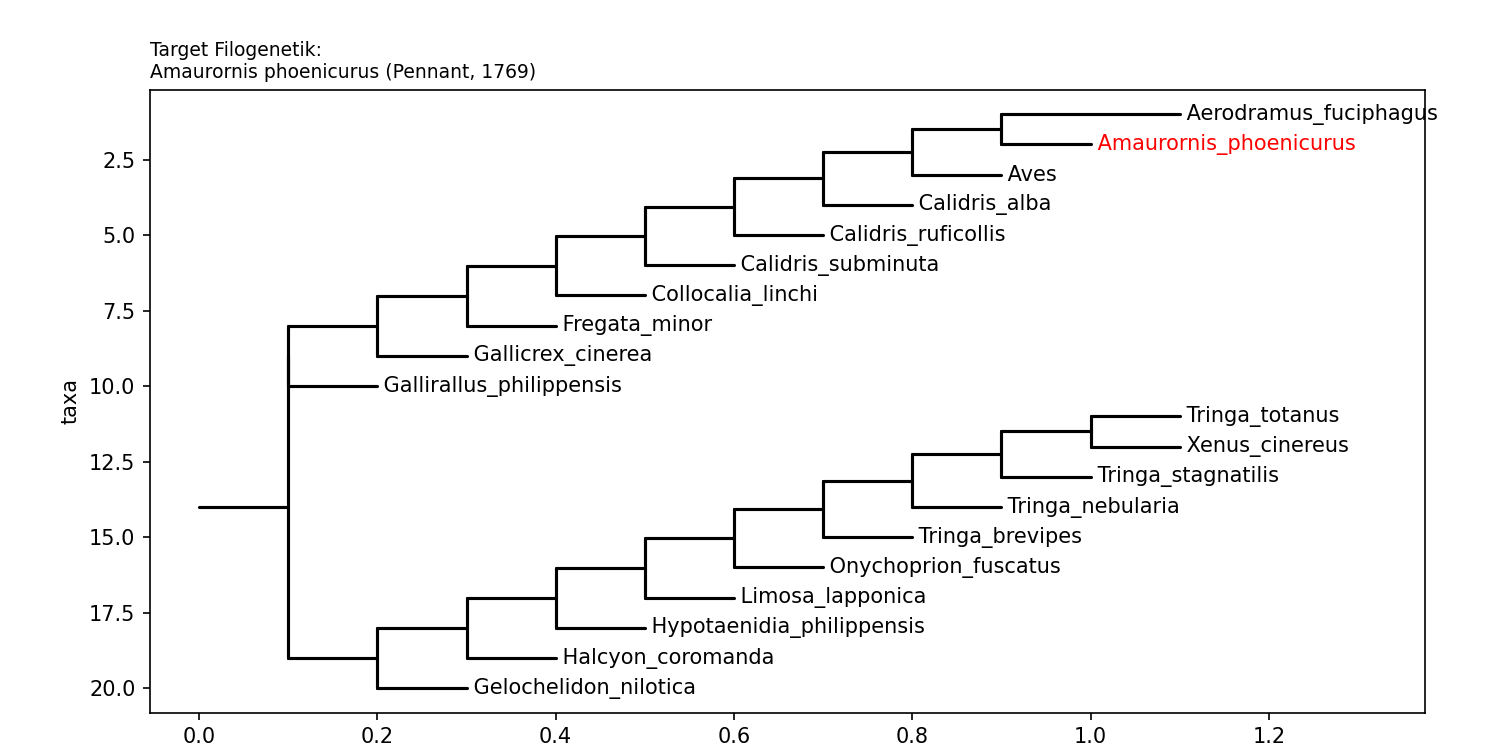 Target Filogenetik:
Amaurornis phoenicurus (Pennant, 1769)
Aerodramus_fuciphagus
Amaurornis_phoenicurus
2.5
Aves
Calidris_alba
5.0
Calidris_ruficollis
Calidris_subminuta
Collocalia_linchi
7.5
Fregata_minor
Gallicrex_cinerea
10.0
Gallirallus_philippensis
taxa
Tringa_totanus
Xenus_cinereus
12.5
Tringa_stagnatilis
Tringa_nebularia
15.0
Tringa_brevipes
Onychoprion_fuscatus
Limosa_lapponica
17.5
Hypotaenidia_philippensis
Halcyon_coromanda
20.0
Gelochelidon_nilotica
0.0 0.2 0.4 0.6 0.8 1.0 1.2